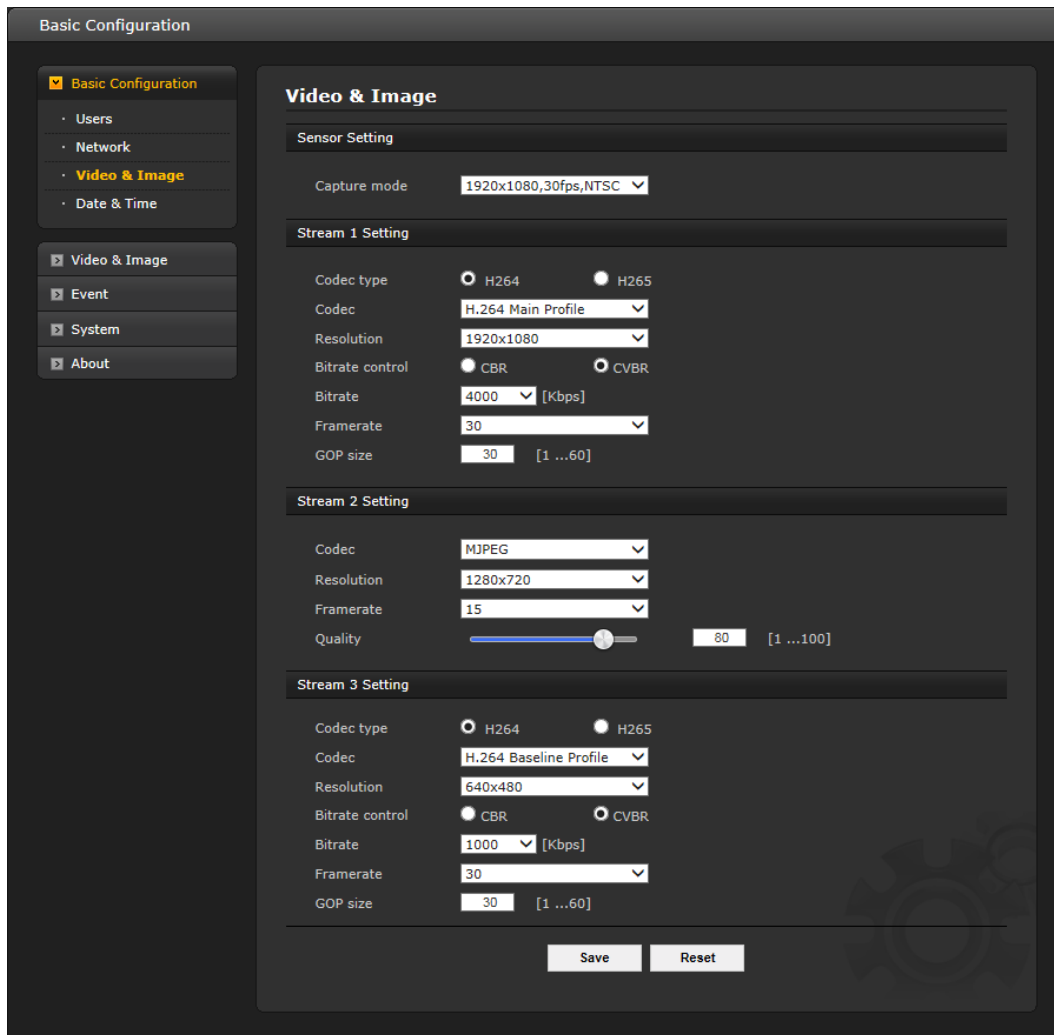 Basic Configuration
Basic Configuration
· Users
· Network
· Video & Image
· Date & Time
Video & Image
Event
System
About
Video & Image
Sensor Setting
Capture mode 1920x1080,30fps,NTSC
Stream 1 Setting
Codec type H264 H265
Codec H.264 Main Profile
Resolution 1920x1080
Bitrate control CBR CVBR
Bitrate 4000 [Kbps]
Framerate 30
GOP size 30 [1 ...60]
Stream 2 Setting
Codec MJPEG
Resolution 1280x720
Framerate 15
Quality 80 [1 ...100]
Stream 3 Setting
Codec type H264 H265
Codec H.264 Baseline Profile
Resolution 640x480
Bitrate control CBR CVBR
Bitrate 1000 [Kbps]
Framerate 30
GOP size 30 [1 ...60]
Save Reset